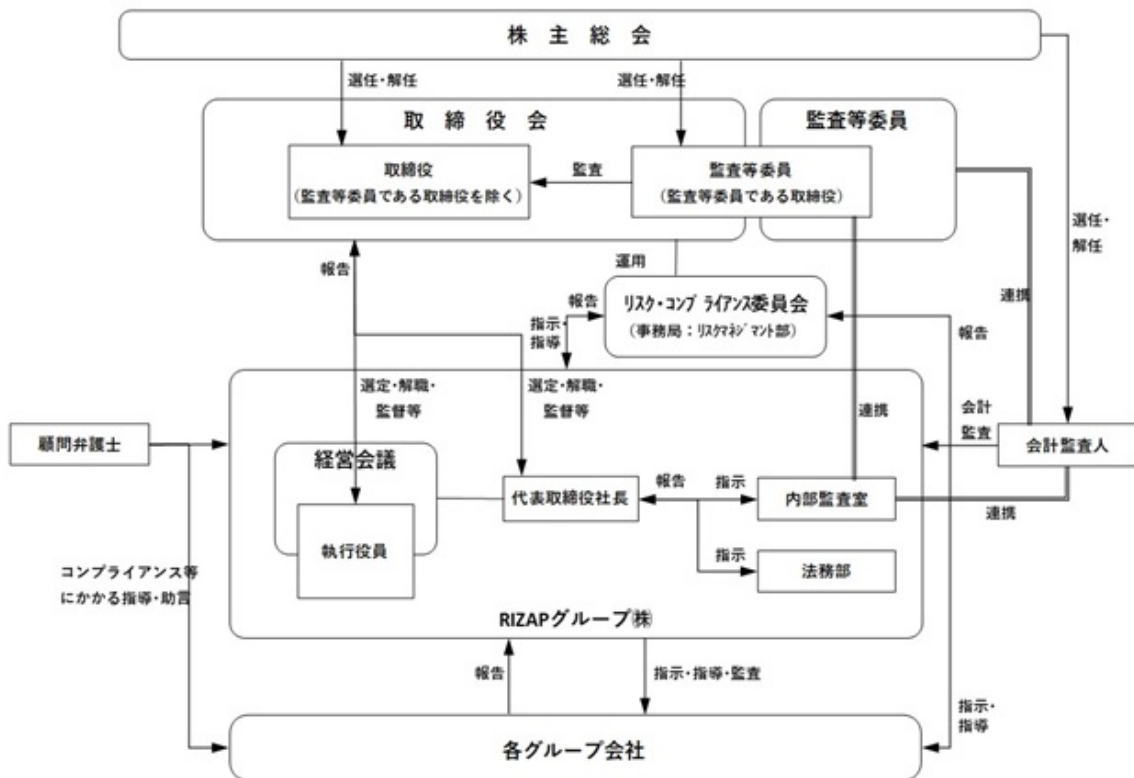 株 主 総 会
選任・解任
選任・解任
取 締 役 会
監査等委員
取締役
(監査等委員である取締役を除く)
監査
監査等委員
(監査等委員である取締役)
選任・
解任
報告
運用
連携
報告
リスク・コンプライアンス委員会
(事務局:リスクマネジマント部)
指示・
指導
報告
選定・解職・
監督等
選定・解職・
監督等
連携
会計
監査
顧問弁護士
会計監査人
経営会議
代表取締役社長
報告
指示
内部監査室
連携
執行役員
指示
法務部
コンプライアンス等
にかかる指導・助言
RIZAPグループ㈱
報告
指示・指導・監査
指示・
指導
各グループ会社